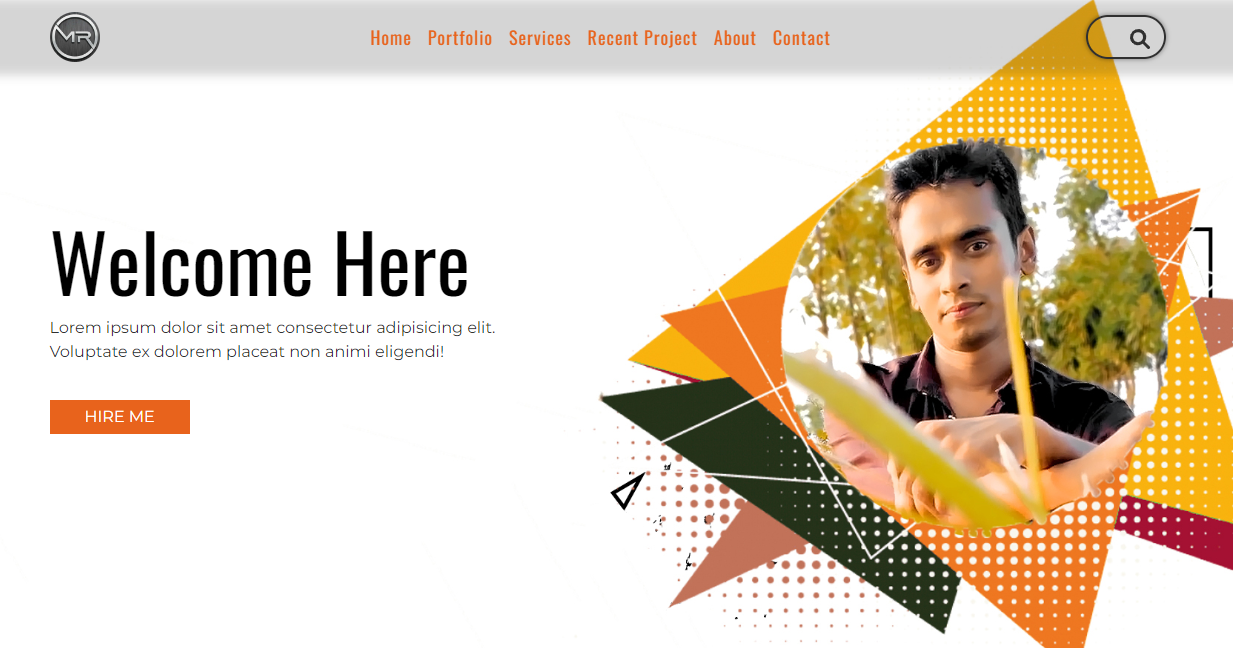 MR
Home Portfolio Services Recent Project About Contact
Welcome Here
Lorem ipsum dolor sit amet consectetur adipisicing elit.
Voluptate ex dolorem placeat non animi eligendi!
HIRE ME